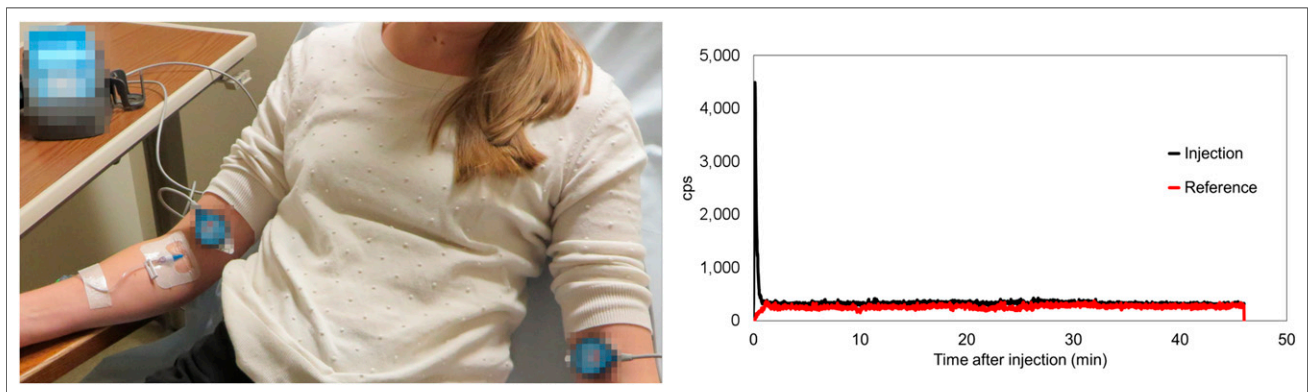 5,000
4,000
3,000
2,000
1,000
0
cps
Injection
Reference
0 10 20 30 40 50
Time after injection (min)